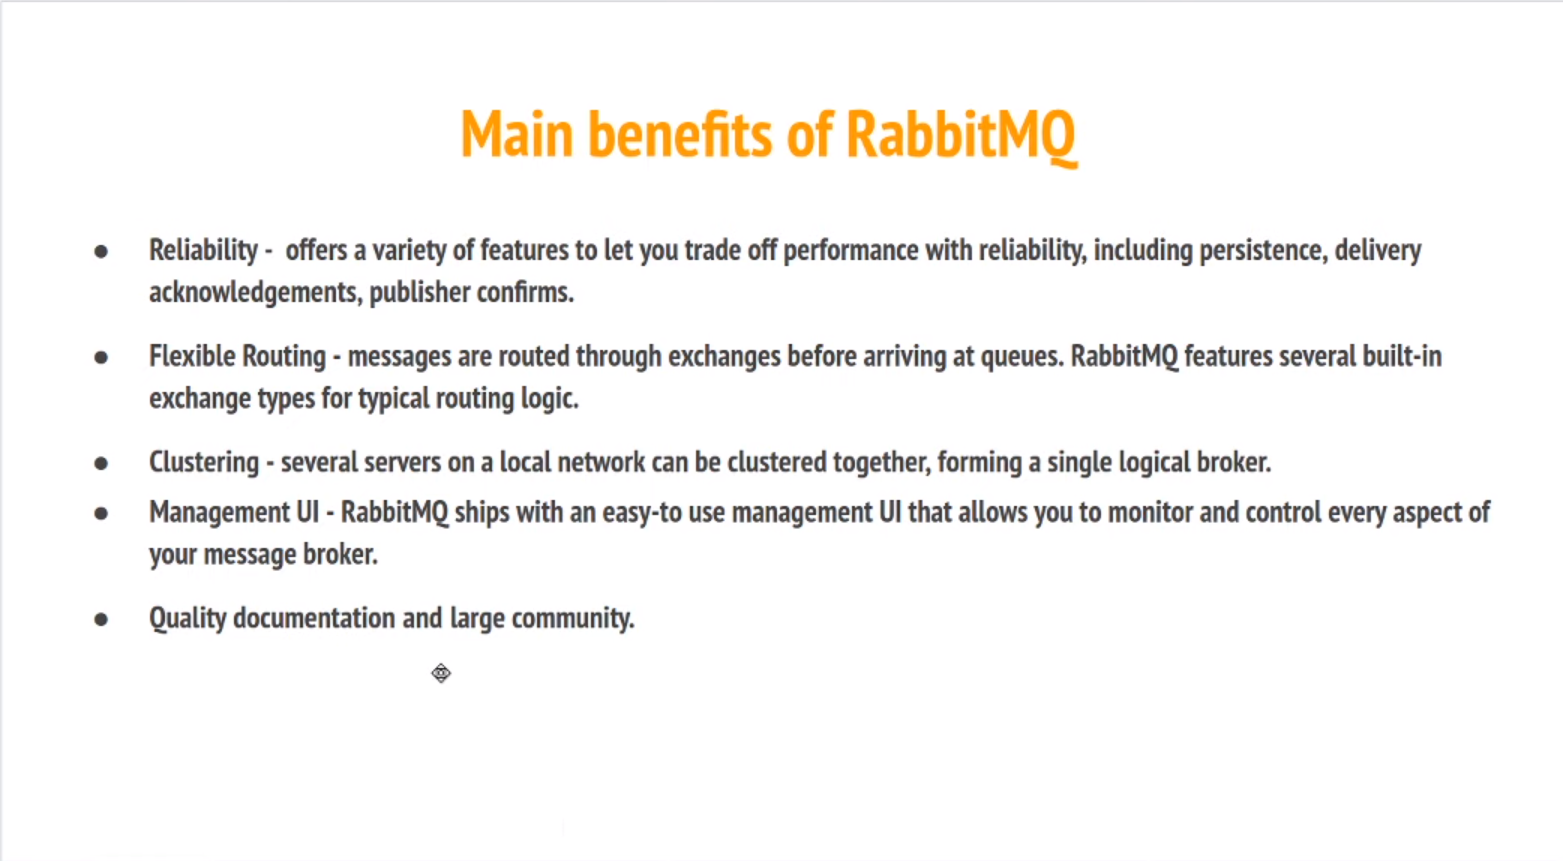 Main benefits of RabbitMQ
● Reliability -  offers a variety of features to let you trade off performance with reliability, including persistence, delivery
acknowledgements, publisher confirms.
● Flexible Routing - messages are routed through exchanges before arriving at queues. RabbitMQ features several built-in
exchange types for typical routing logic.
● Clustering - several servers on a local network can be clustered together, forming a single logical broker.
● Management UI - RabbitMQ ships with an easy-to use management UI that allows you to monitor and control every aspect of
your message broker.
● Quality documentation and large community.